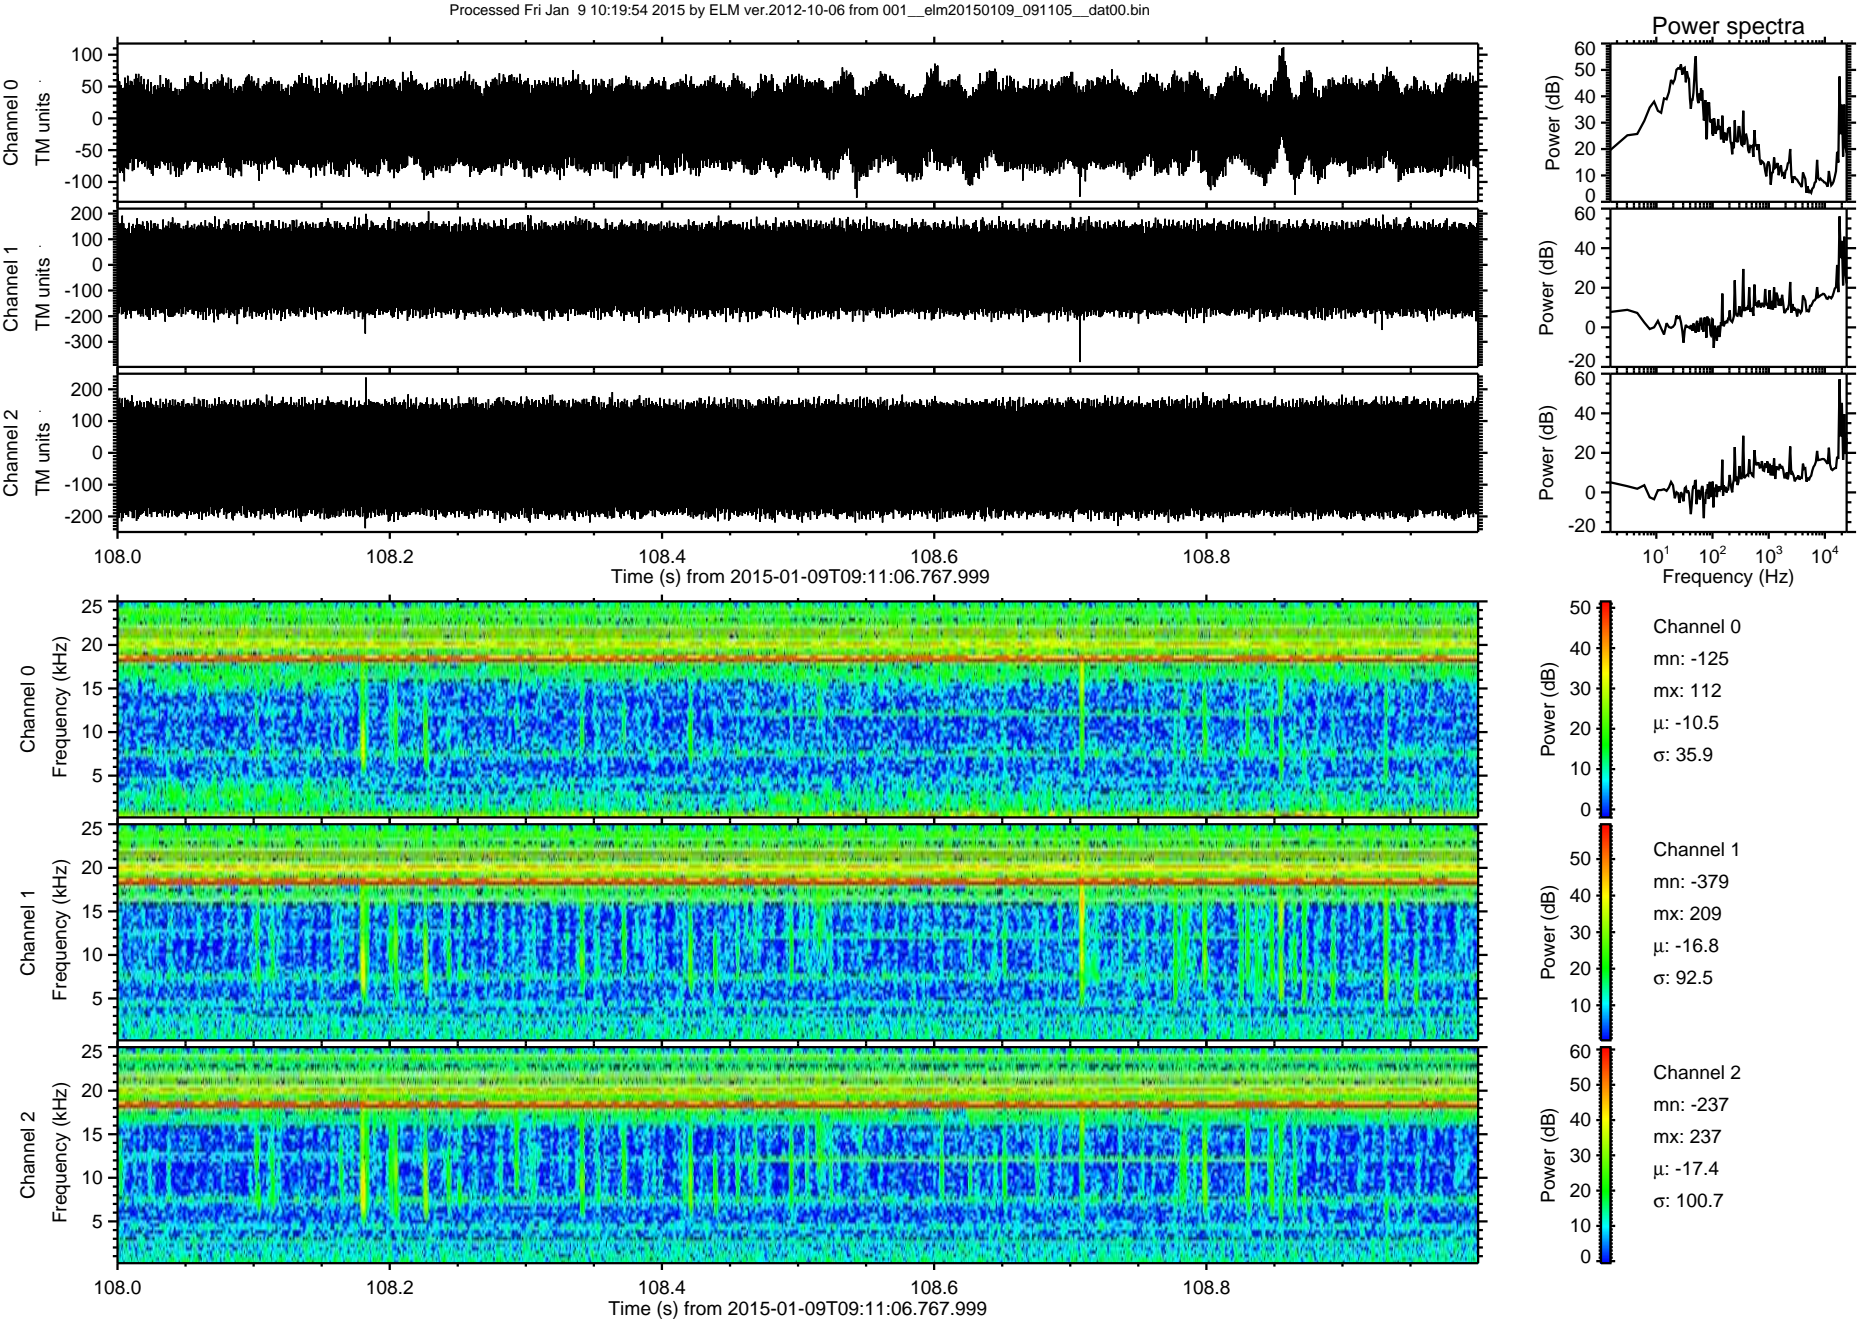 Processed Fri Jan  9 10:19:54 2015 by ELM ver.2012-10-06 from 001__elm20150109_091105__dat00.bin
Power spectra
Channel 0
TM units
100
50
0
-50
-100
Power (dB)
60
50
40
30
20
10
0
Channel 1
TM units
200
100
0
-100
-200
-300
Power (dB)
60
40
20
0
-20
Channel 2
TM units
200
100
0
-100
-200
Power (dB)
60
40
20
0
-20
108.0 108.2 108.4 108.6 108.8
Time (s) from 2015-01-09T09:11:06.767.999
10¹ 10² 10³ 10⁴
Frequency (Hz)
Channel 0
Frequency (kHz)
25
20
15
10
5
Power (dB)
50
40
30
20
10
0
Channel 0
mn: -125
mx: 112
μ: -10.5
σ: 35.9
Channel 1
Frequency (kHz)
25
20
15
10
5
Power (dB)
50
40
30
20
10
Channel 1
mn: -379
mx: 209
μ: -16.8
σ: 92.5
Channel 2
Frequency (kHz)
25
20
15
10
5
Power (dB)
60
50
40
30
20
10
0
Channel 2
mn: -237
mx: 237
μ: -17.4
σ: 100.7
108.0 108.2 108.4 108.6 108.8
Time (s) from 2015-01-09T09:11:06.767.999